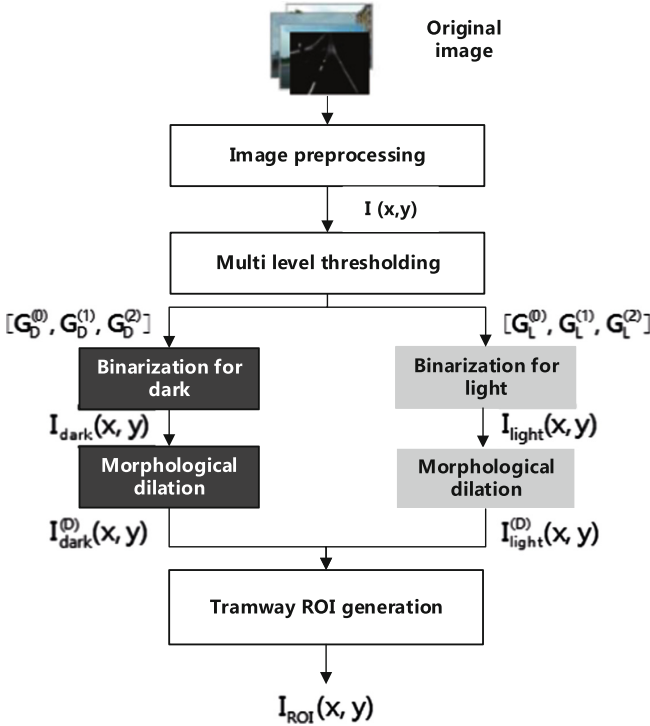 Original
image
Image preprocessing
I (x,y)
Multi level thresholding
[G_D^(0), G_D^(1), G_D^(2)]
[G_L^(0), G_L^(1), G_L^(2)]
Binarization for
dark
Binarization for
light
I_dark(x, y)
I_light(x, y)
Morphological
dilation
Morphological
dilation
I_dark^(D)(x, y)
I_light^(D)(x, y)
Tramway ROI generation
I_ROI(x, y)